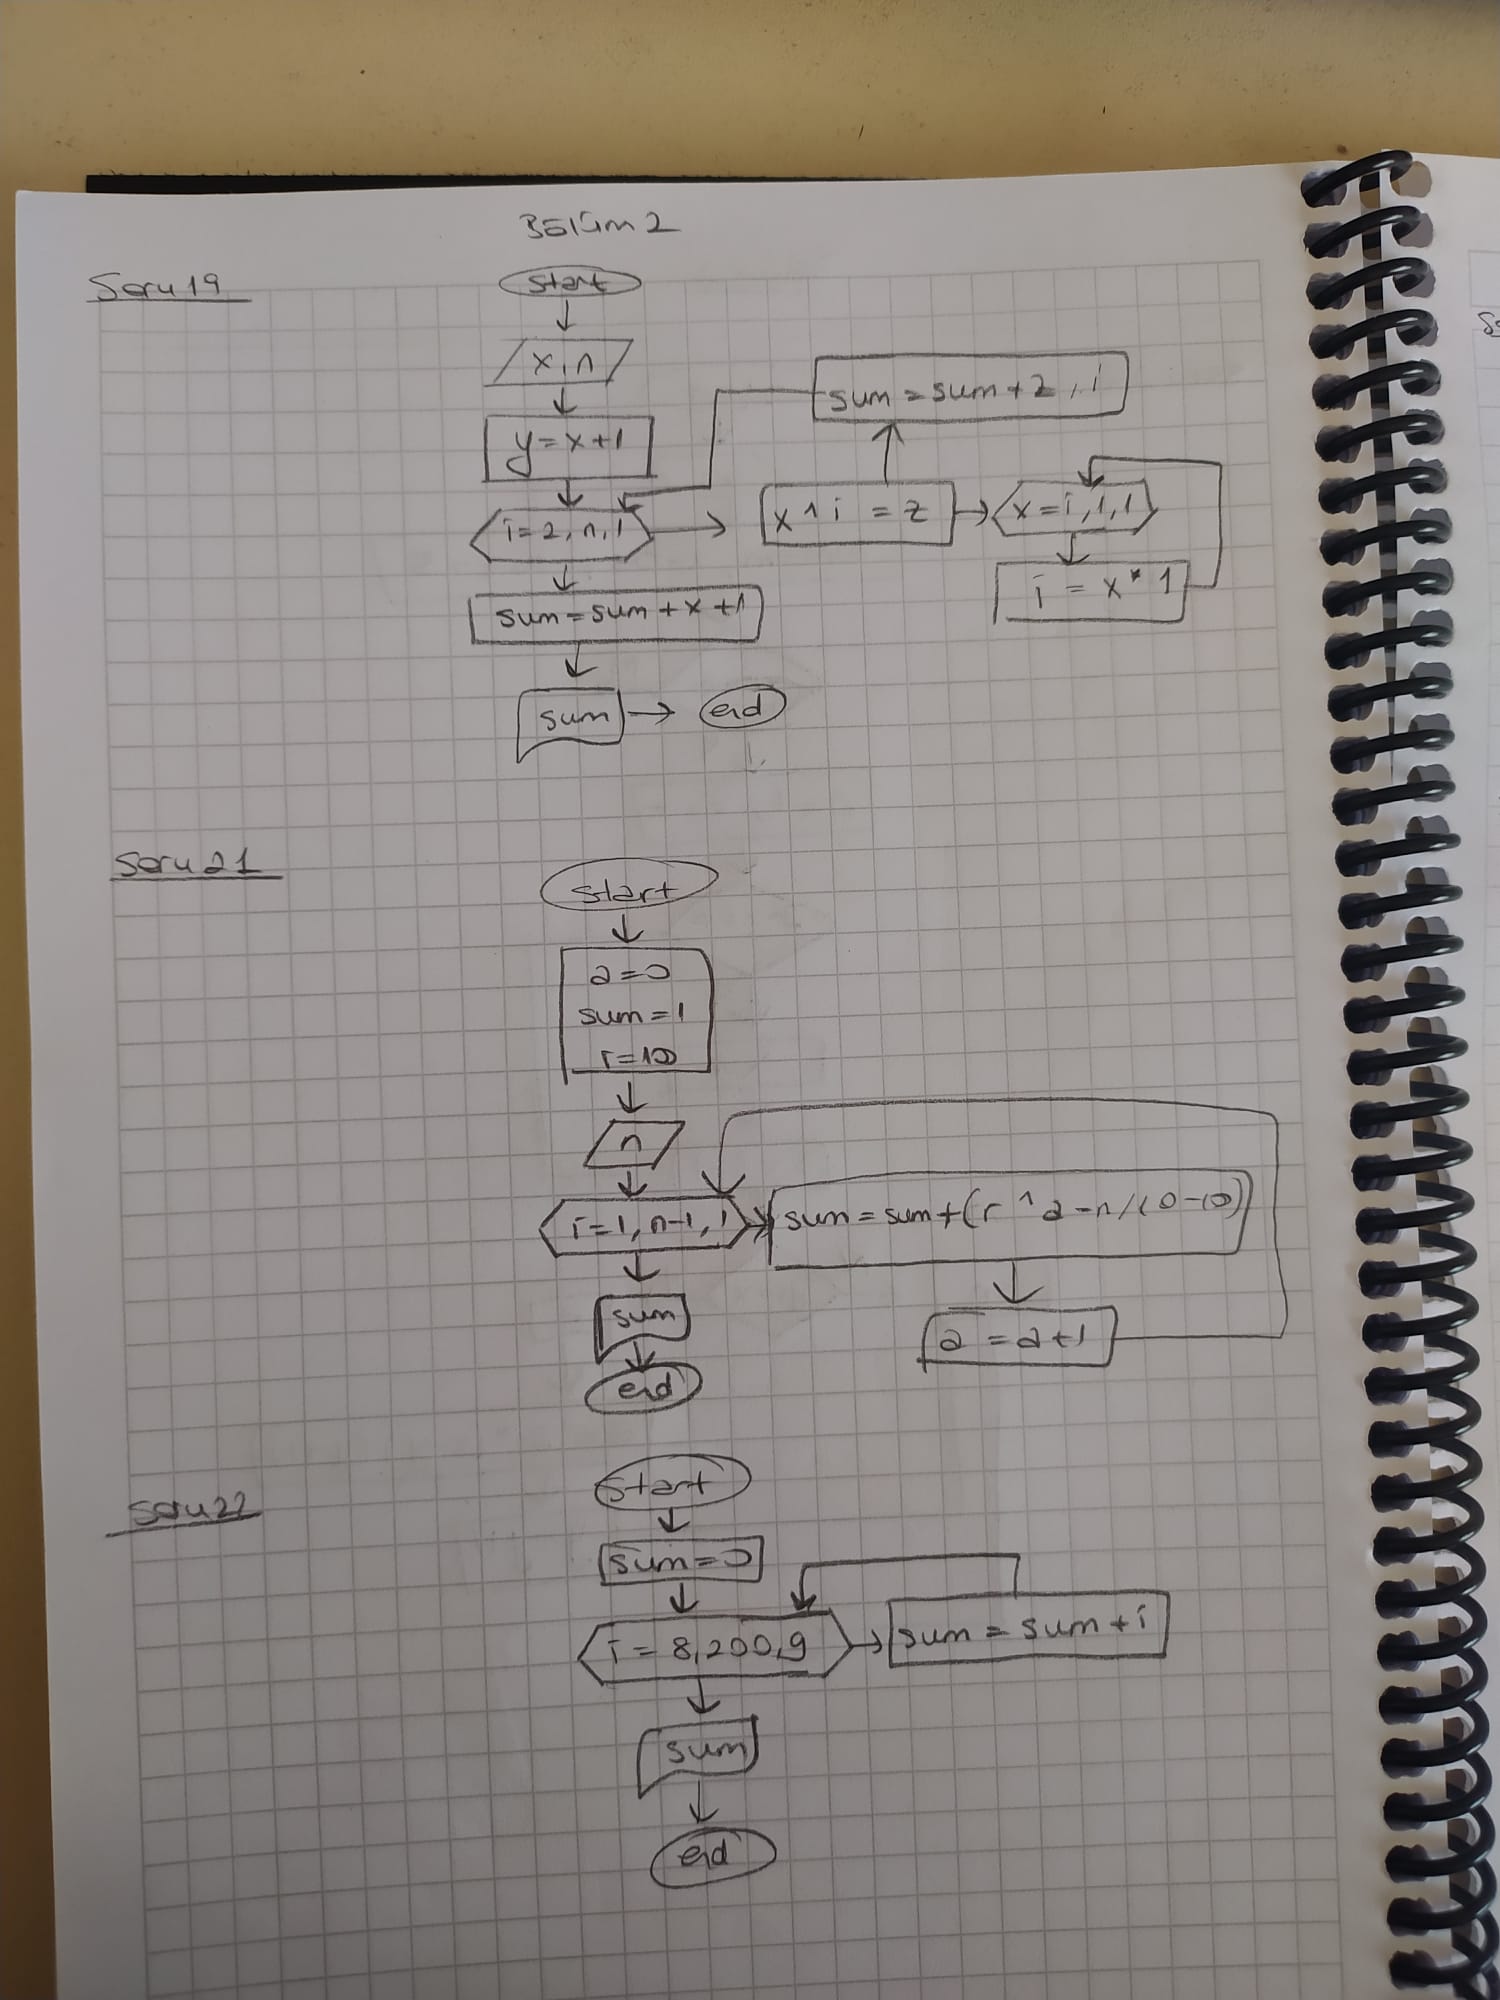 Bölüm 2
Soru 19
start
x, n
y = x + 1
sum = sum + z, i
i = 2, n, 1
x ^ i = z
x = i, 1, 1
i = x * 1
sum = sum + x + 1
sum
end
Soru 21
start
a = 0
sum = 1
r = 10
n
i = 1, n-1, 1
sum = sum + (r ^ a - n / 10 - 10)
sum
a = a + 1
end
Soru 22
start
sum = 0
i = 8, 200, 9
sum = sum + i
sum
end